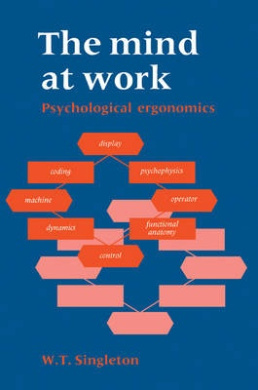 The mind
at work
Psychological ergonomics
display
coding
psychophysics
machine
operator
dynamics
functional
anatomy
control
W.T. Singleton